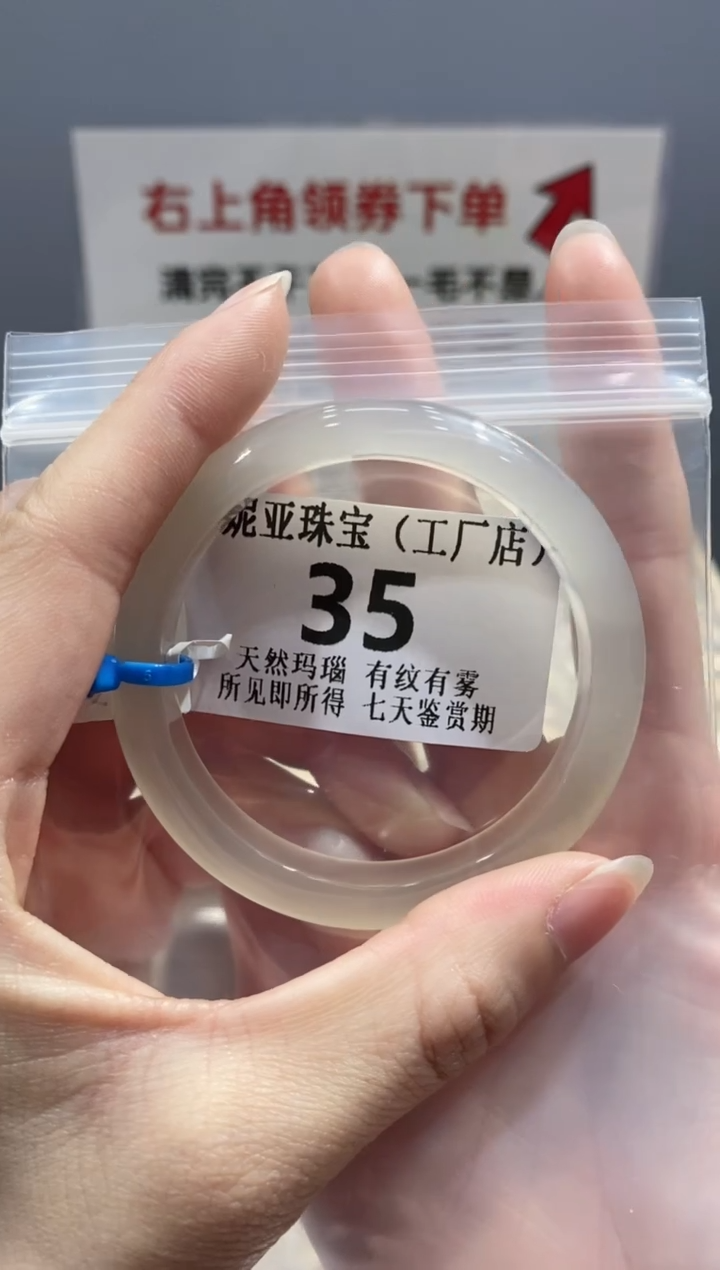 右上角领券下单
妮亚珠宝（工厂店）
35
天然玛瑙 有纹有雾
所见即所得 七天鉴赏期